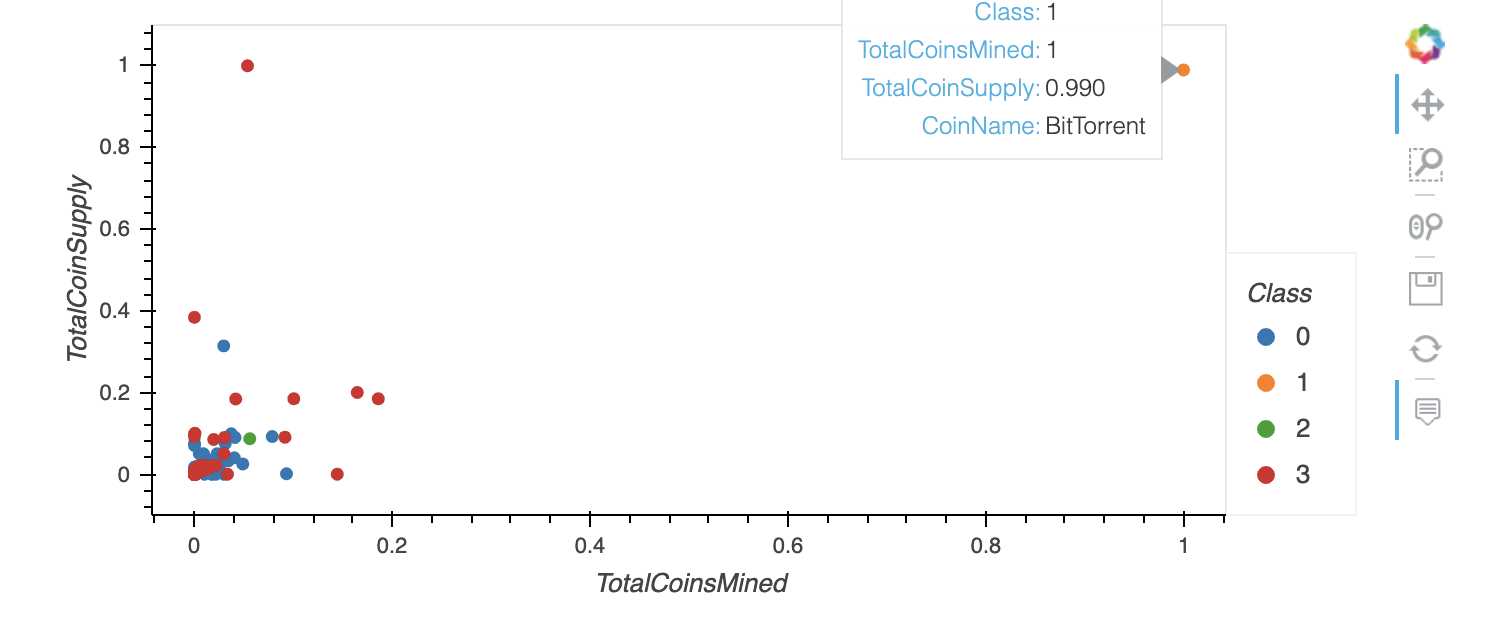 Class: 1
TotalCoinsMined: 1
TotalCoinSupply: 0.990
CoinName: BitTorrent
TotalCoinSupply
1
0.8
0.6
0.4
0.2
0
0
0.2
0.4
0.6
0.8
1
TotalCoinsMined
Class
0
1
2
3